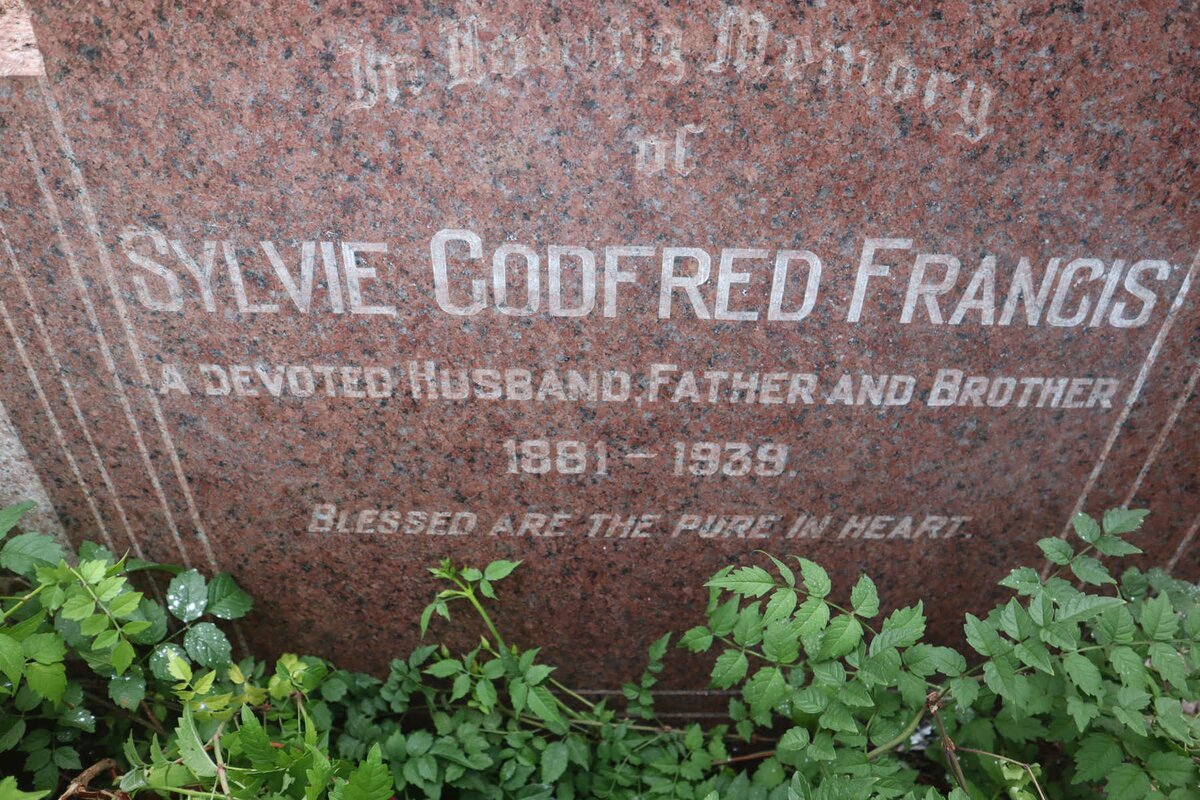 In Loving Memory
of
SYLVIE GODFRED FRANCIS
A DEVOTED HUSBAND, FATHER AND BROTHER
1881 - 1939.
BLESSED ARE THE PURE IN HEART.